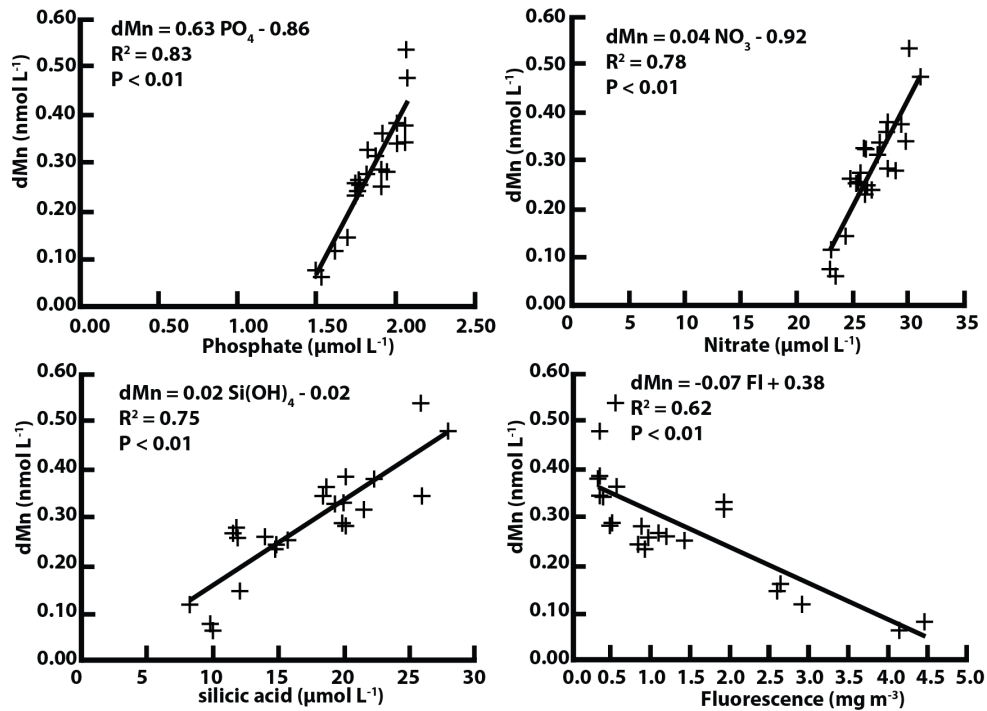 dMn (nmol L-1)
0.60
0.50
0.40
0.30
0.20
0.10
0.00
dMn = 0.63 PO4 - 0.86
R2 = 0.83
P < 0.01
0.00 0.50 1.00 1.50 2.00 2.50
Phosphate (µmol L-1)
dMn (nmol L-1)
0.60
0.50
0.40
0.30
0.20
0.10
0.00
dMn = 0.04 NO3 - 0.92
R2 = 0.78
P < 0.01
0 5 10 15 20 25 30 35
Nitrate (µmol L-1)
dMn (nmol L-1)
0.60
0.50
0.40
0.30
0.20
0.10
0.00
dMn = 0.02 Si(OH)4 - 0.02
R2 = 0.75
P < 0.01
0 5 10 15 20 25 30
silicic acid (µmol L-1)
dMn (nmol L-1)
0.60
0.50
0.40
0.30
0.20
0.10
0.00
dMn = -0.07 Fl + 0.38
R2 = 0.62
P < 0.01
0.0 0.5 1.0 1.5 2.0 2.5 3.0 3.5 4.0 4.5 5.0
Fluorescence (mg m-3)